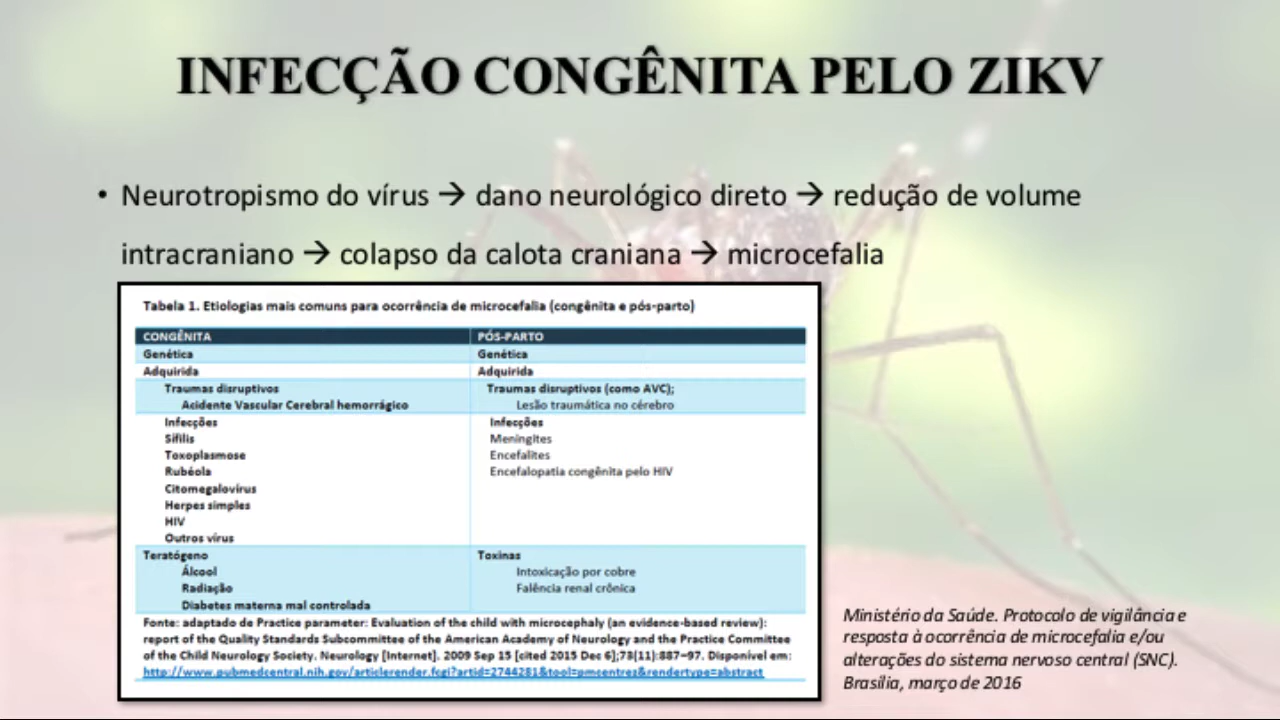 INFECÇÃO CONGÊNITA PELO ZIKV
• Neurotropismo do vírus → dano neurológico direto → redução de volume
intracraniano → colapso da calota craniana → microcefalia
Tabela 1. Etiologias mais comuns para ocorrência de microcefalia (congênita e pós-parto)
CONGÊNITA PÓS-PARTO
Genética Genética
Adquirida Adquirida
Traumas disruptivos Traumas disruptivos (como AVC);
Acidente Vascular Cerebral hemorrágico Lesão traumática no cérebro
Infecções Infecções
Sífilis Meningites
Toxoplasmose Encefalites
Rubéola Encefalopatia congênita pelo HIV
Citomegalovírus
Herpes simples
HIV
Outros vírus
Teratógeno Toxinas
Álcool Intoxicação por cobre
Radiação Falência renal crônica
Diabetes materna mal controlada
Fonte: adaptado de Practice parameter: Evaluation of the child with microcephaly (an evidence-based review):
report of the Quality Standards Subcommittee of the American Academy of Neurology and the Practice Committee
of the Child Neurology Society. Neurology [Internet]. 2009 Sep 15 [cited 2015 Dec 6];73(11):887–97. Disponível em:
http://www.pubmedcentral.nih.gov/articlerender.fcgi?artid=2744281&tool=pmcentrez&rendertype=abstract
Ministério da Saúde. Protocolo de vigilância e
resposta à ocorrência de microcefalia e/ou
alterações do sistema nervoso central (SNC).
Brasília, março de 2016